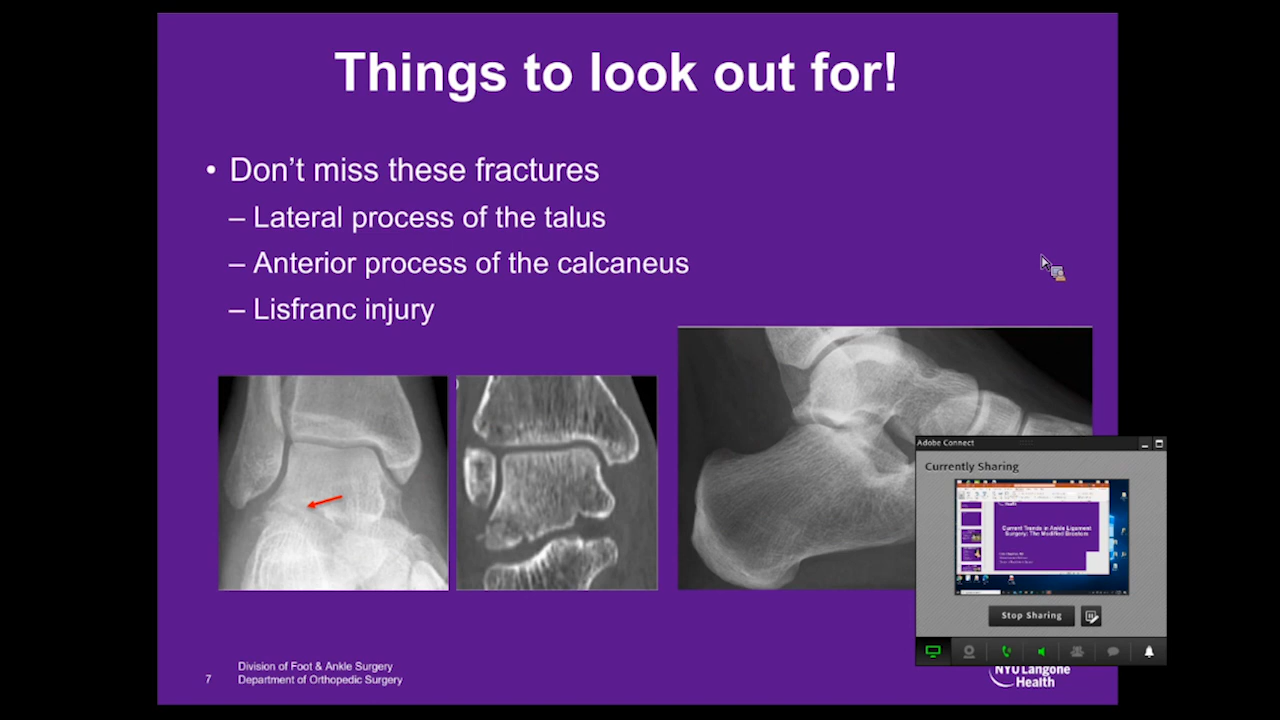 Things to look out for!
• Don't miss these fractures
– Lateral process of the talus
– Anterior process of the calcaneus
– Lisfranc injury
Adobe Connect
Currently Sharing
Current Trends in Ankle Ligament
Surgery: The Modified Brostrom
Stop Sharing
7
Division of Foot & Ankle Surgery
Department of Orthopedic Surgery
NYU Langone
Health